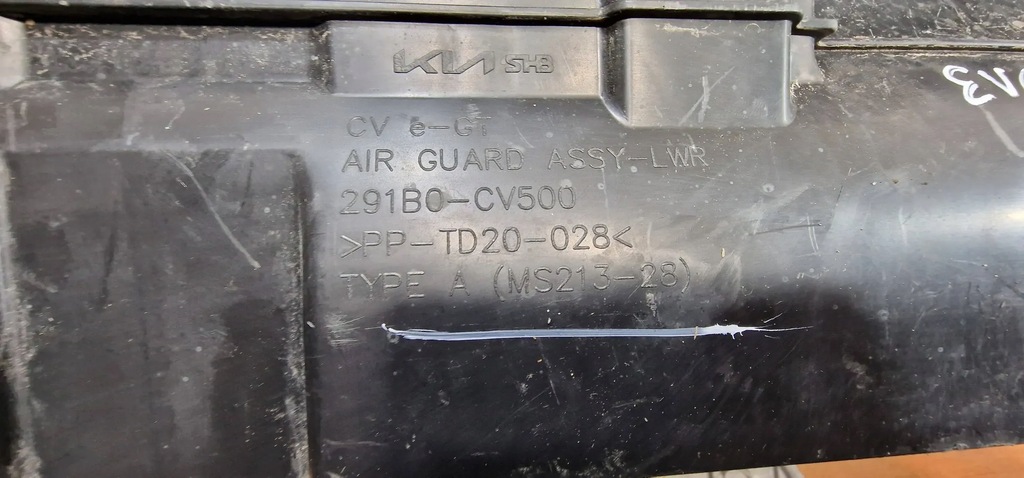 KIA SHB
CV e-GT
AIR GUARD ASSY-LWR
291B0-CV500
>PP-TD20-028<
TYPE A (MS213-28)